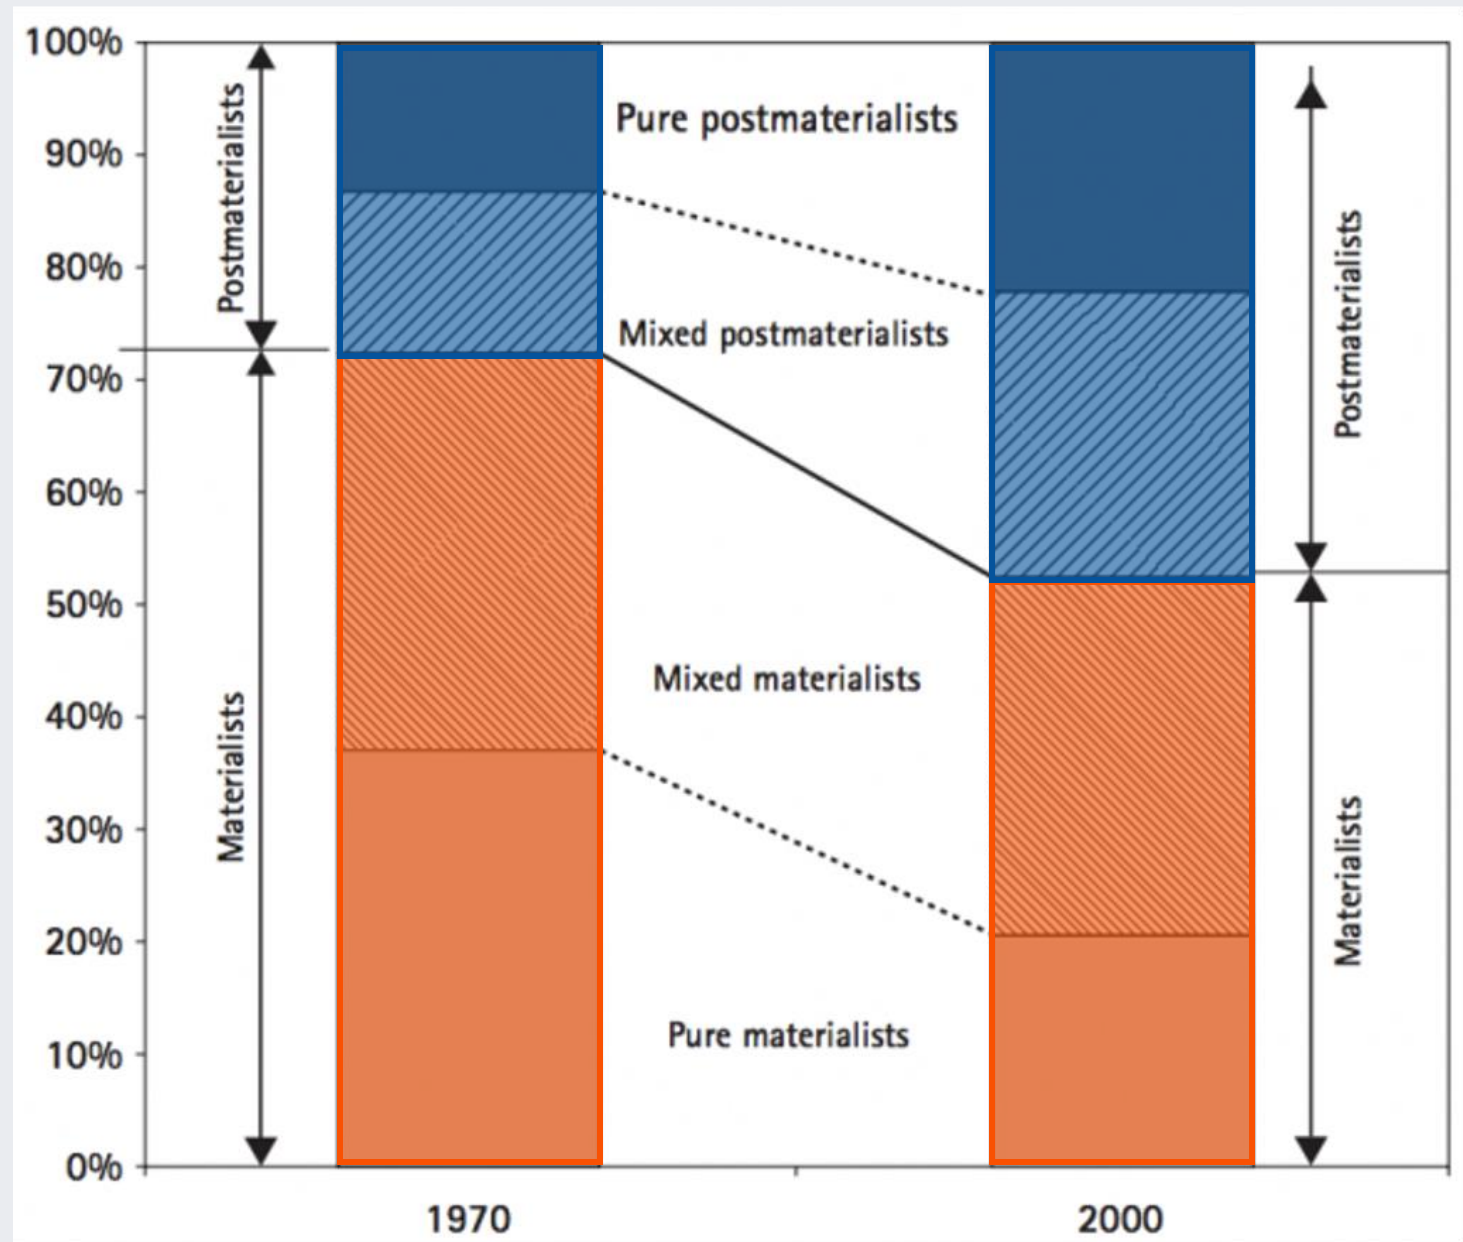 100%
90%
80%
70%
60%
50%
40%
30%
20%
10%
0%
Postmaterialists
Materialists
Pure postmaterialists
Mixed postmaterialists
Mixed materialists
Pure materialists
Postmaterialists
Materialists
1970
2000